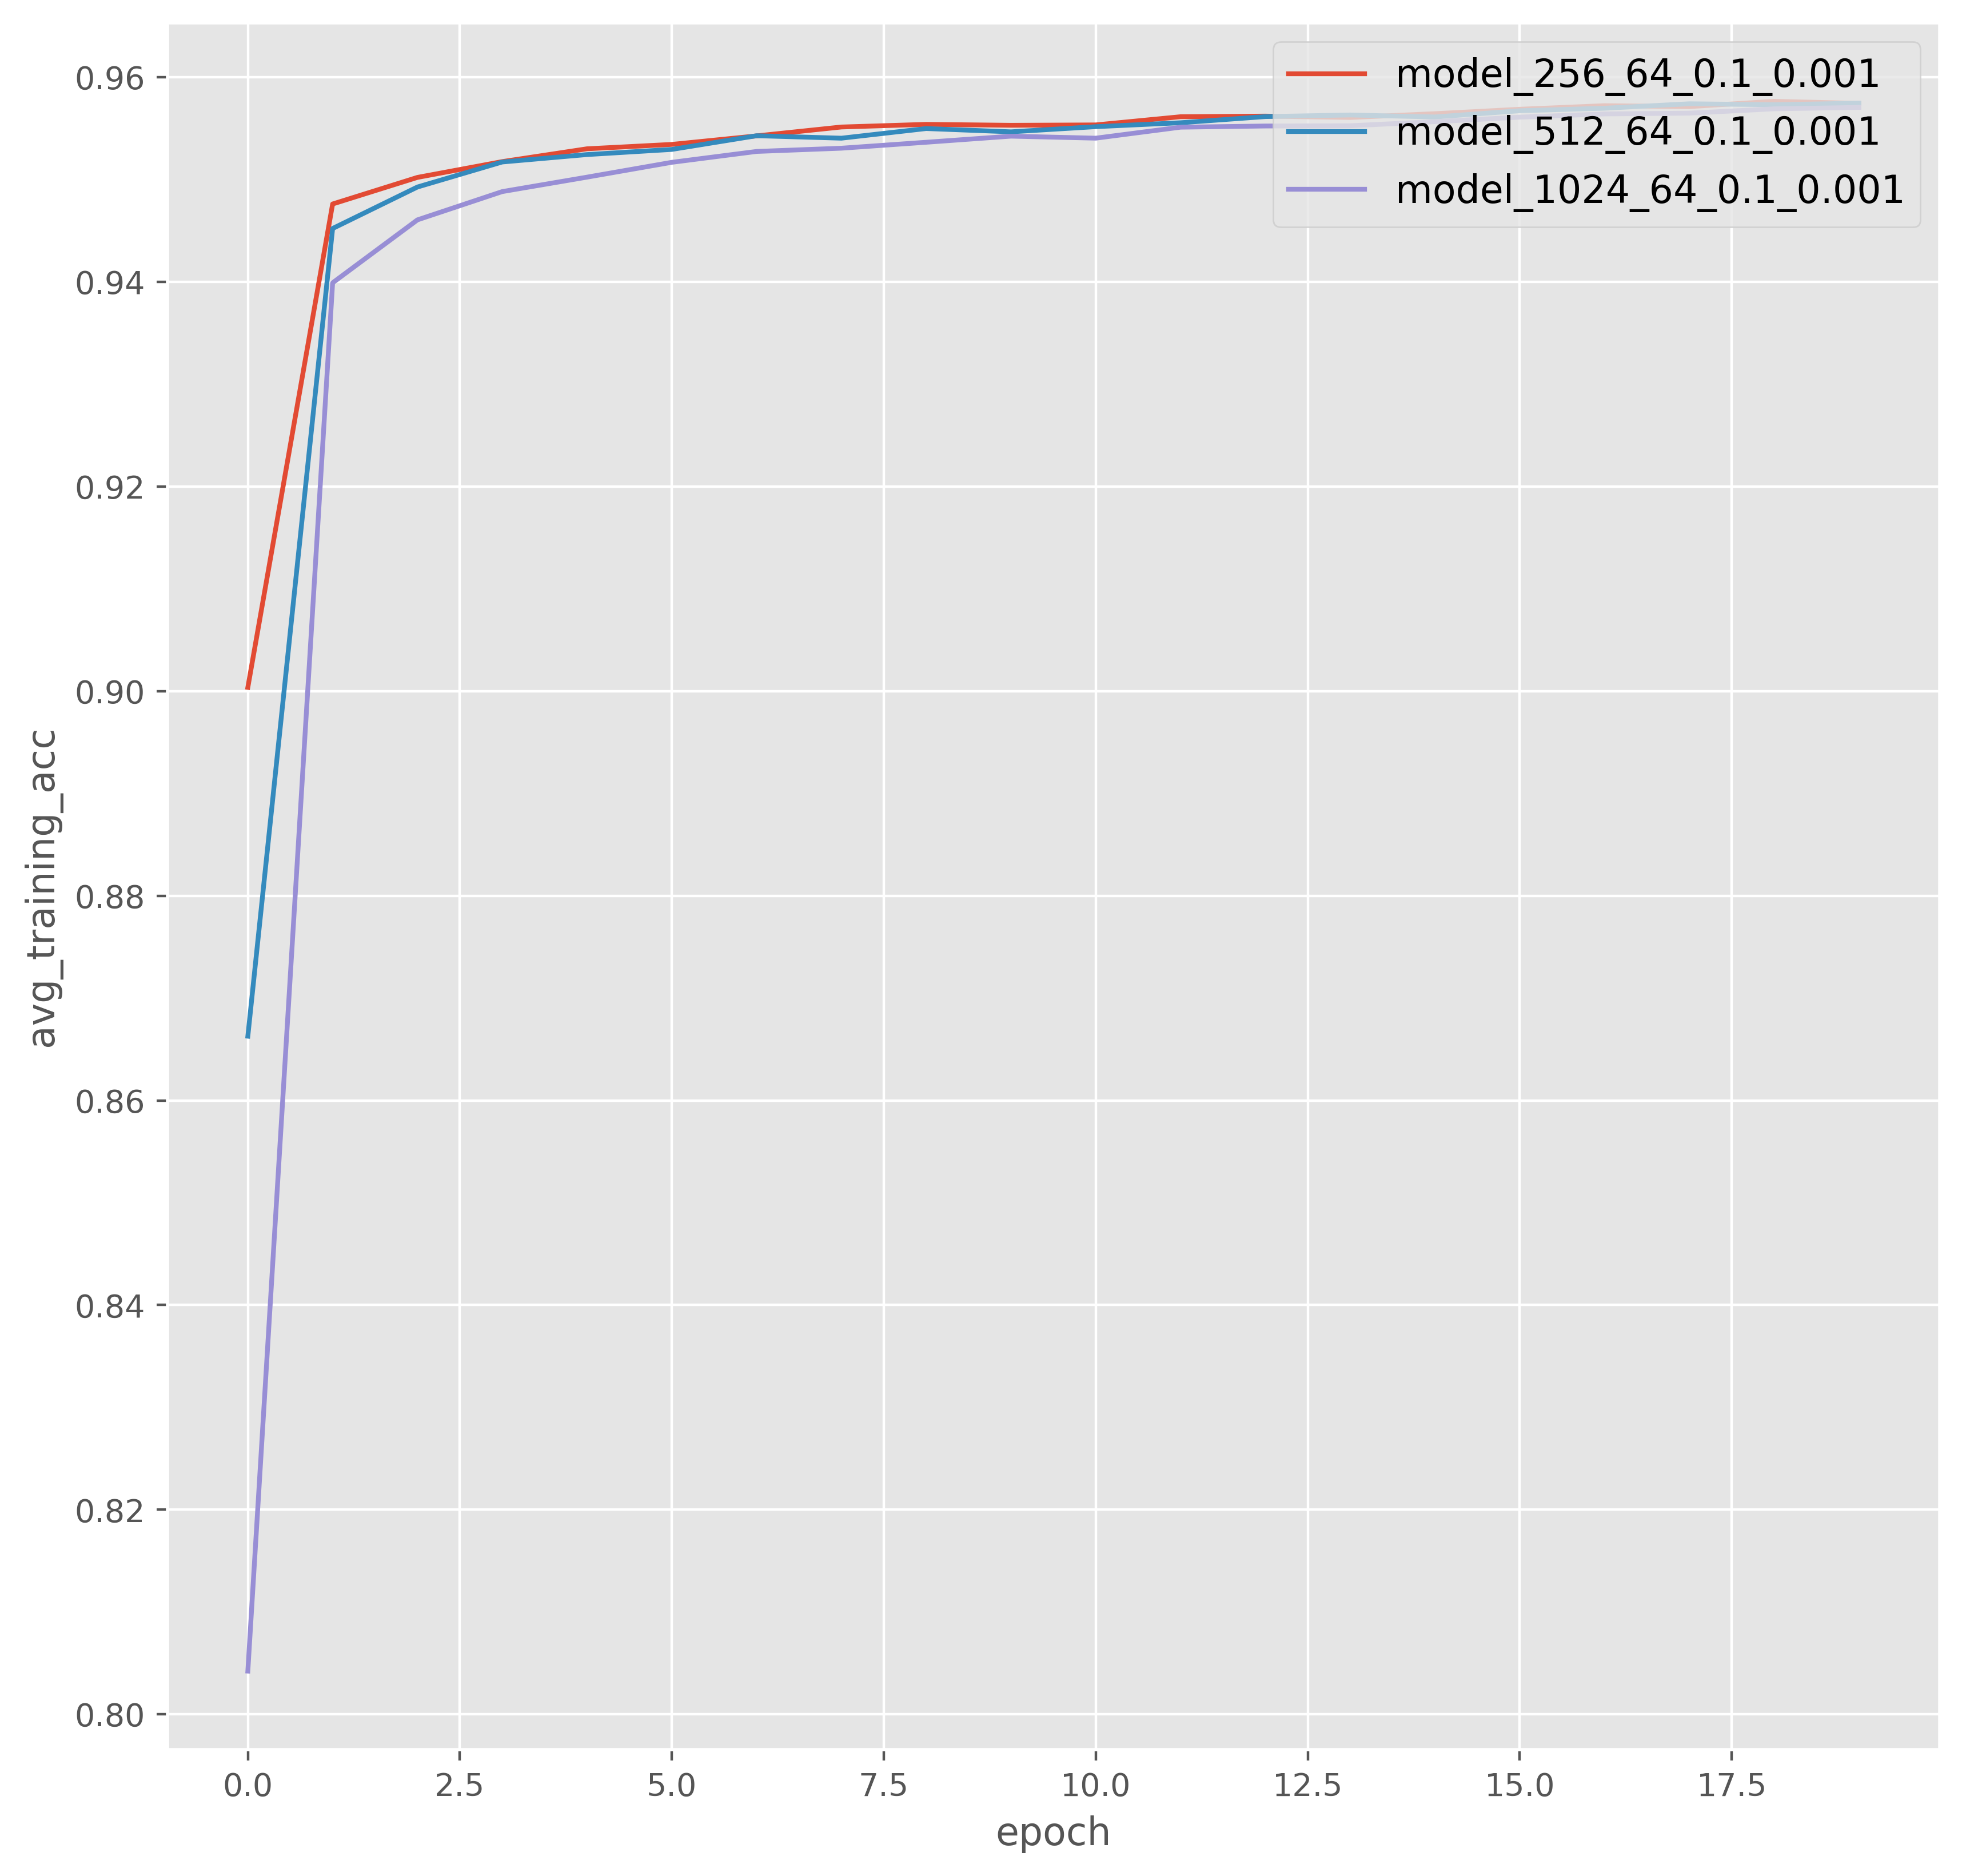 0.96
0.94
0.92
0.90
0.88
0.86
0.84
0.82
0.80
avg_training_acc
model_256_64_0.1_0.001
model_512_64_0.1_0.001
model_1024_64_0.1_0.001
0.0 2.5 5.0 7.5 10.0 12.5 15.0 17.5
epoch